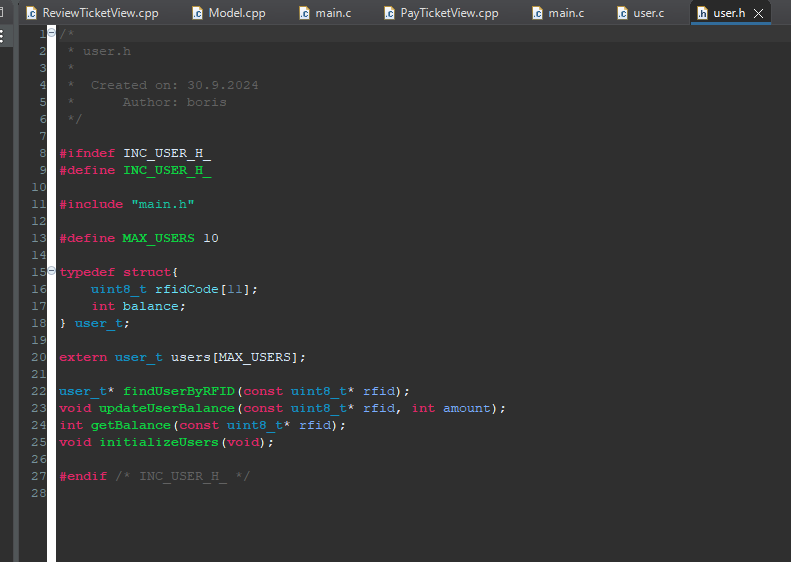 ReviewTicketView.cpp Model.cpp main.c PayTicketView.cpp main.c user.c user.h
1 /*
2  * user.h
3  *
4  *  Created on: 30.9.2024
5  *      Author: boris
6  */
7
8 #ifndef INC_USER_H_
9 #define INC_USER_H_
10
11 #include "main.h"
12
13 #define MAX_USERS 10
14
15 typedef struct{
16     uint8_t rfidCode[11];
17     int balance;
18 } user_t;
19
20 extern user_t users[MAX_USERS];
21
22 user_t* findUserByRFID(const uint8_t* rfid);
23 void updateUserBalance(const uint8_t* rfid, int amount);
24 int getBalance(const uint8_t* rfid);
25 void initializeUsers(void);
26
27 #endif /* INC_USER_H_ */
28